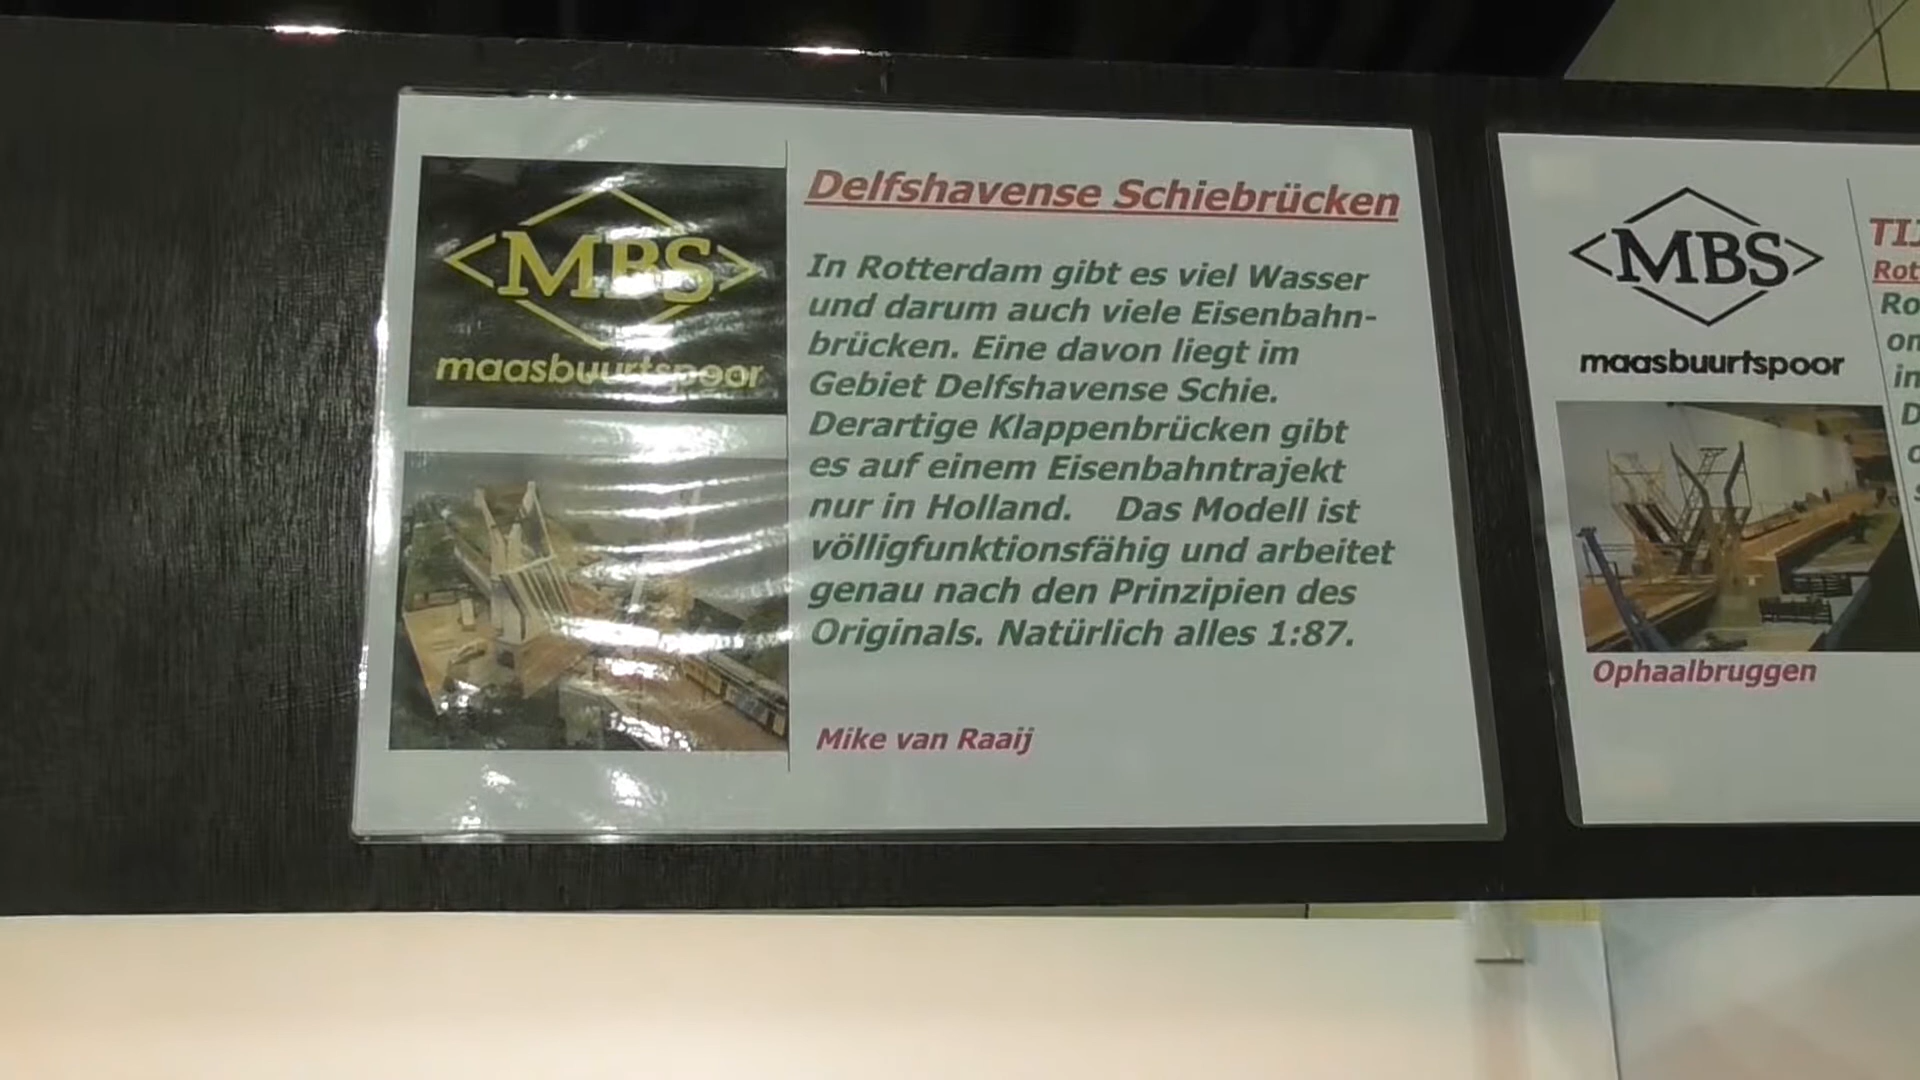 MBS
maasbuurtspoor
Delfshavense Schiebrücken
In Rotterdam gibt es viel Wasser
und darum auch viele Eisenbahn-
brücken. Eine davon liegt im
Gebiet Delfshavense Schie.
Derartige Klappenbrücken gibt
es auf einem Eisenbahntrajekt
nur in Holland. Das Modell ist
völligfunktionsfähig und arbeitet
genau nach den Prinzipien des
Originals. Natürlich alles 1:87.
Mike van Raaij
MBS
maasbuurtspoor
Ophaalbruggen